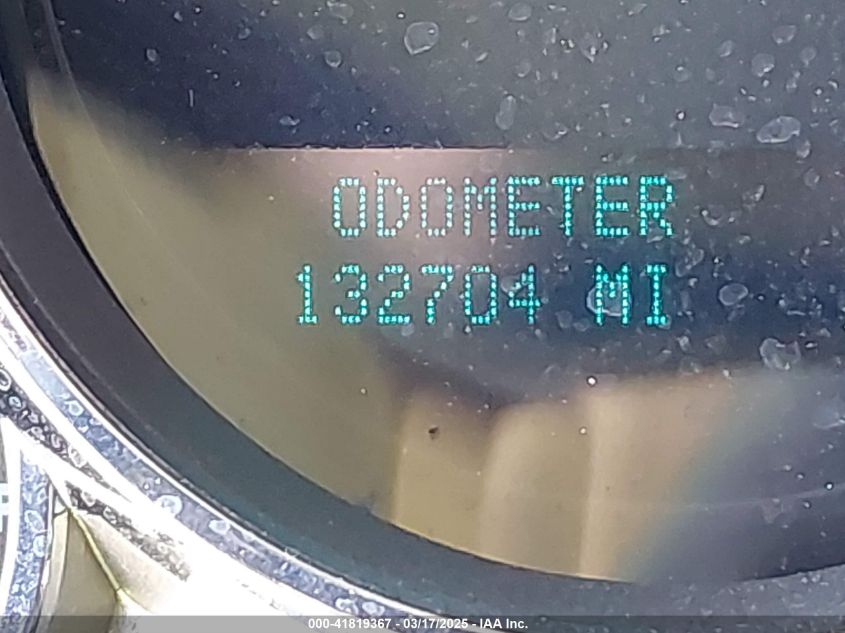 ODOMETER
132704 MI
000-41819367 - 03/17/2025 - IAA Inc.